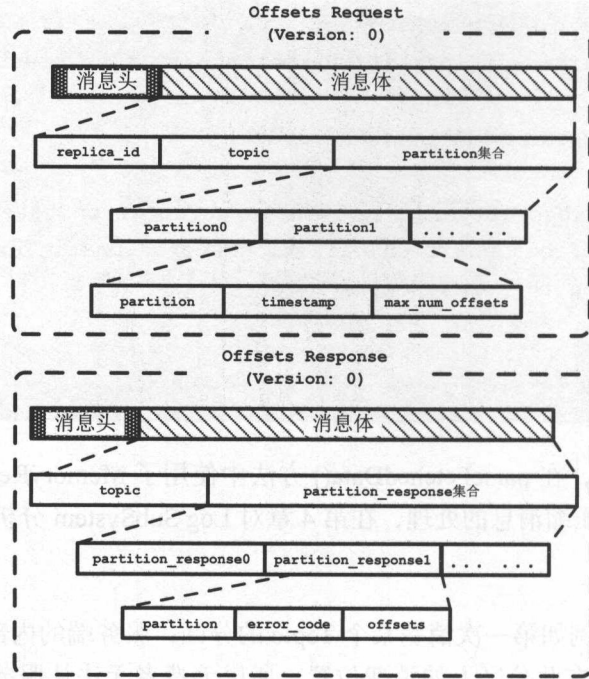 Offsets Request
(Version: 0)
消息头
消息体
replica_id
topic
partition集合
partition0
partition1
. . . . . . .
partition
timestamp
max_num_offsets
Offsets Response
(Version: 0)
消息头
消息体
topic
partition_response集合
partition_response0
partition_response1
. . . . . . .
partition
error_code
offsets